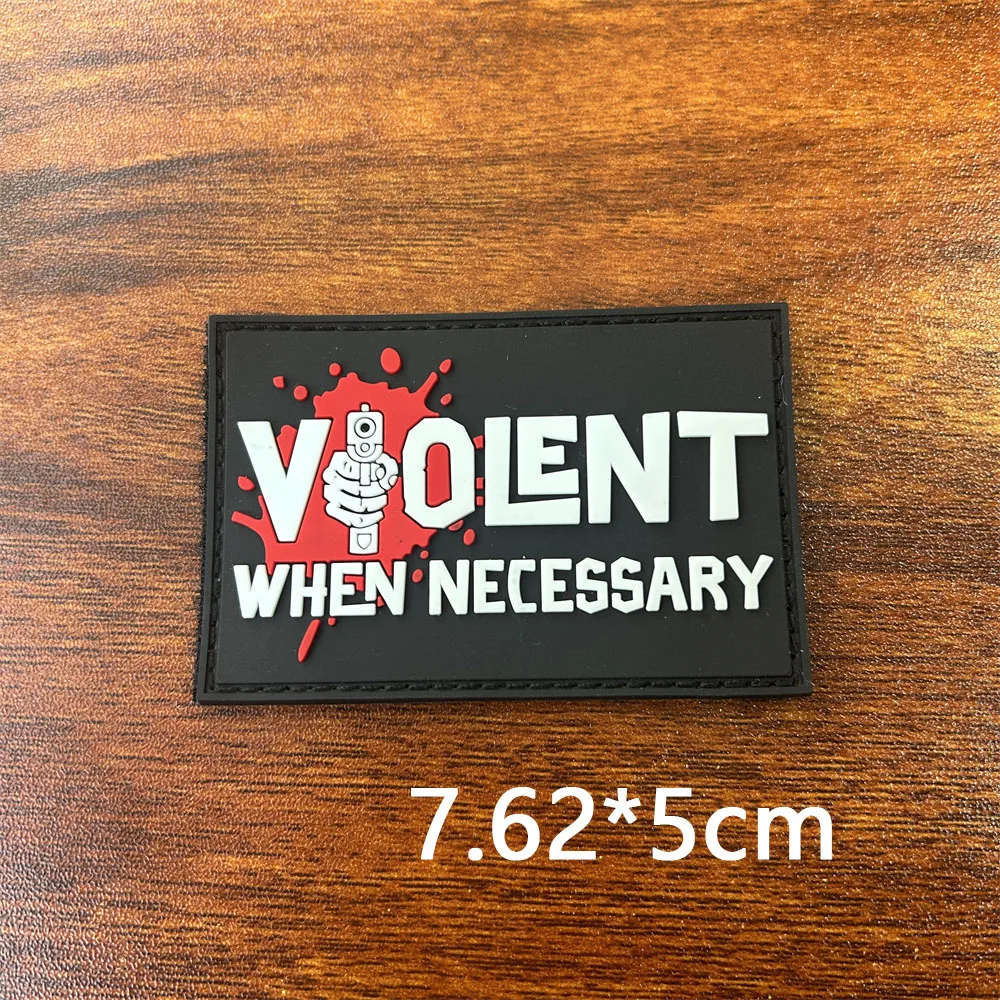 VIOLENT
WHEN NECESSARY
7.62*5cm